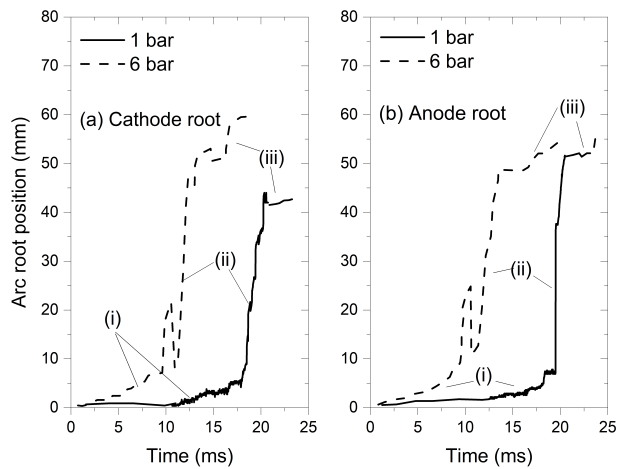 1 bar
6 bar
(a) Cathode root
(i)
(ii)
(iii)
80
70
60
50
40
30
20
10
0
0 5 10 15 20 25
Time (ms)
Arc root position (mm)
1 bar
6 bar
(b) Anode root
(i)
(ii)
(iii)
80
70
60
50
40
30
20
10
0
0 5 10 15 20 25
Time (ms)